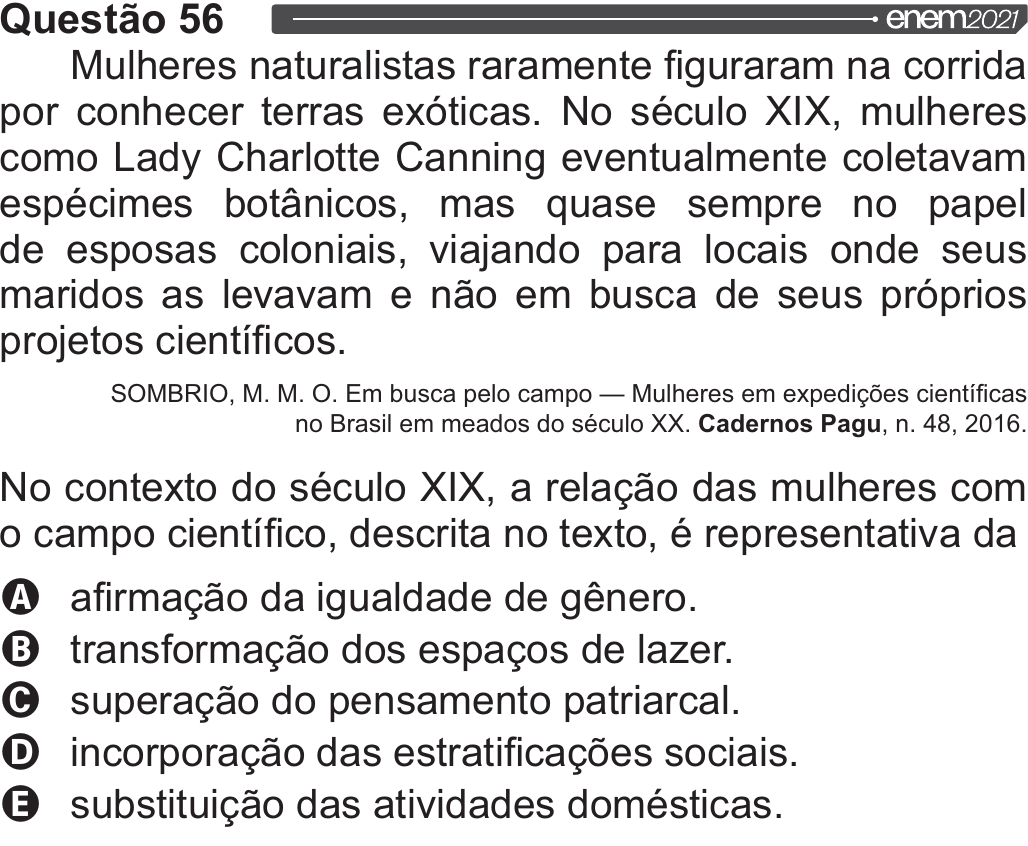 Questão 56
enem2021
Mulheres naturalistas raramente figuraram na corrida
por conhecer terras exóticas. No século XIX, mulheres
como Lady Charlotte Canning eventualmente coletavam
espécimes botânicos, mas quase sempre no papel
de esposas coloniais, viajando para locais onde seus
maridos as levavam e não em busca de seus próprios
projetos científicos.
SOMBRIO, M. M. O. Em busca pelo campo — Mulheres em expedições científicas
no Brasil em meados do século XX. Cadernos Pagu, n. 48, 2016.
No contexto do século XIX, a relação das mulheres com
o campo científico, descrita no texto, é representativa da
A afirmação da igualdade de gênero.
B transformação dos espaços de lazer.
C superação do pensamento patriarcal.
D incorporação das estratificações sociais.
E substituição das atividades domésticas.